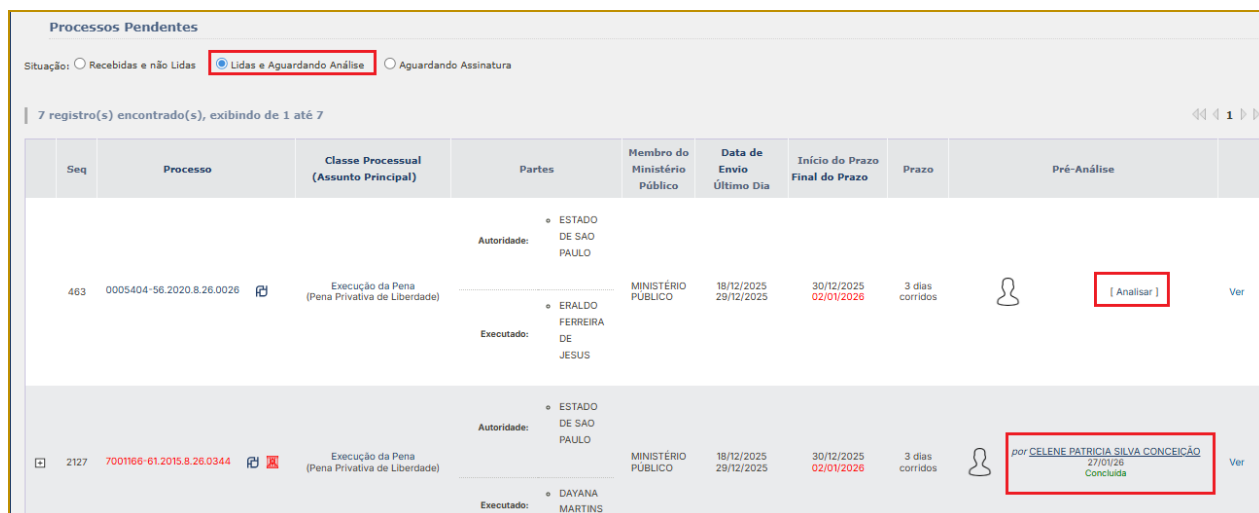 Processos Pendentes
Situação: Recebidas e não Lidas Lidas e Aguardando Análise Aguardando Assinatura
7 registro(s) encontrado(s), exibindo de 1 até 7
1
Seq
Processo
Classe Processual
(Assunto Principal)
Partes
Membro do
Ministério
Público
Data de
Envio
Último Dia
Início do Prazo
Final do Prazo
Prazo
Pré-Análise
463
0005404-56.2020.8.26.0026
Execução da Pena
(Pena Privativa de Liberdade)
Autoridade:
ESTADO
DE SAO
PAULO
Executado:
ERALDO
FERREIRA
DE
JESUS
MINISTÉRIO
PÚBLICO
18/12/2025
29/12/2025
30/12/2025
02/01/2026
3 dias
corridos
[ Analisar ]
Ver
2127
7001166-61.2015.8.26.0344
Execução da Pena
(Pena Privativa de Liberdade)
Autoridade:
ESTADO
DE SAO
PAULO
Executado:
DAYANA
MARTINS
MINISTÉRIO
PÚBLICO
18/12/2025
29/12/2025
30/12/2025
02/01/2026
3 dias
corridos
por CELENE PATRICIA SILVA CONCEIÇÃO
27/01/26
Concluída
Ver